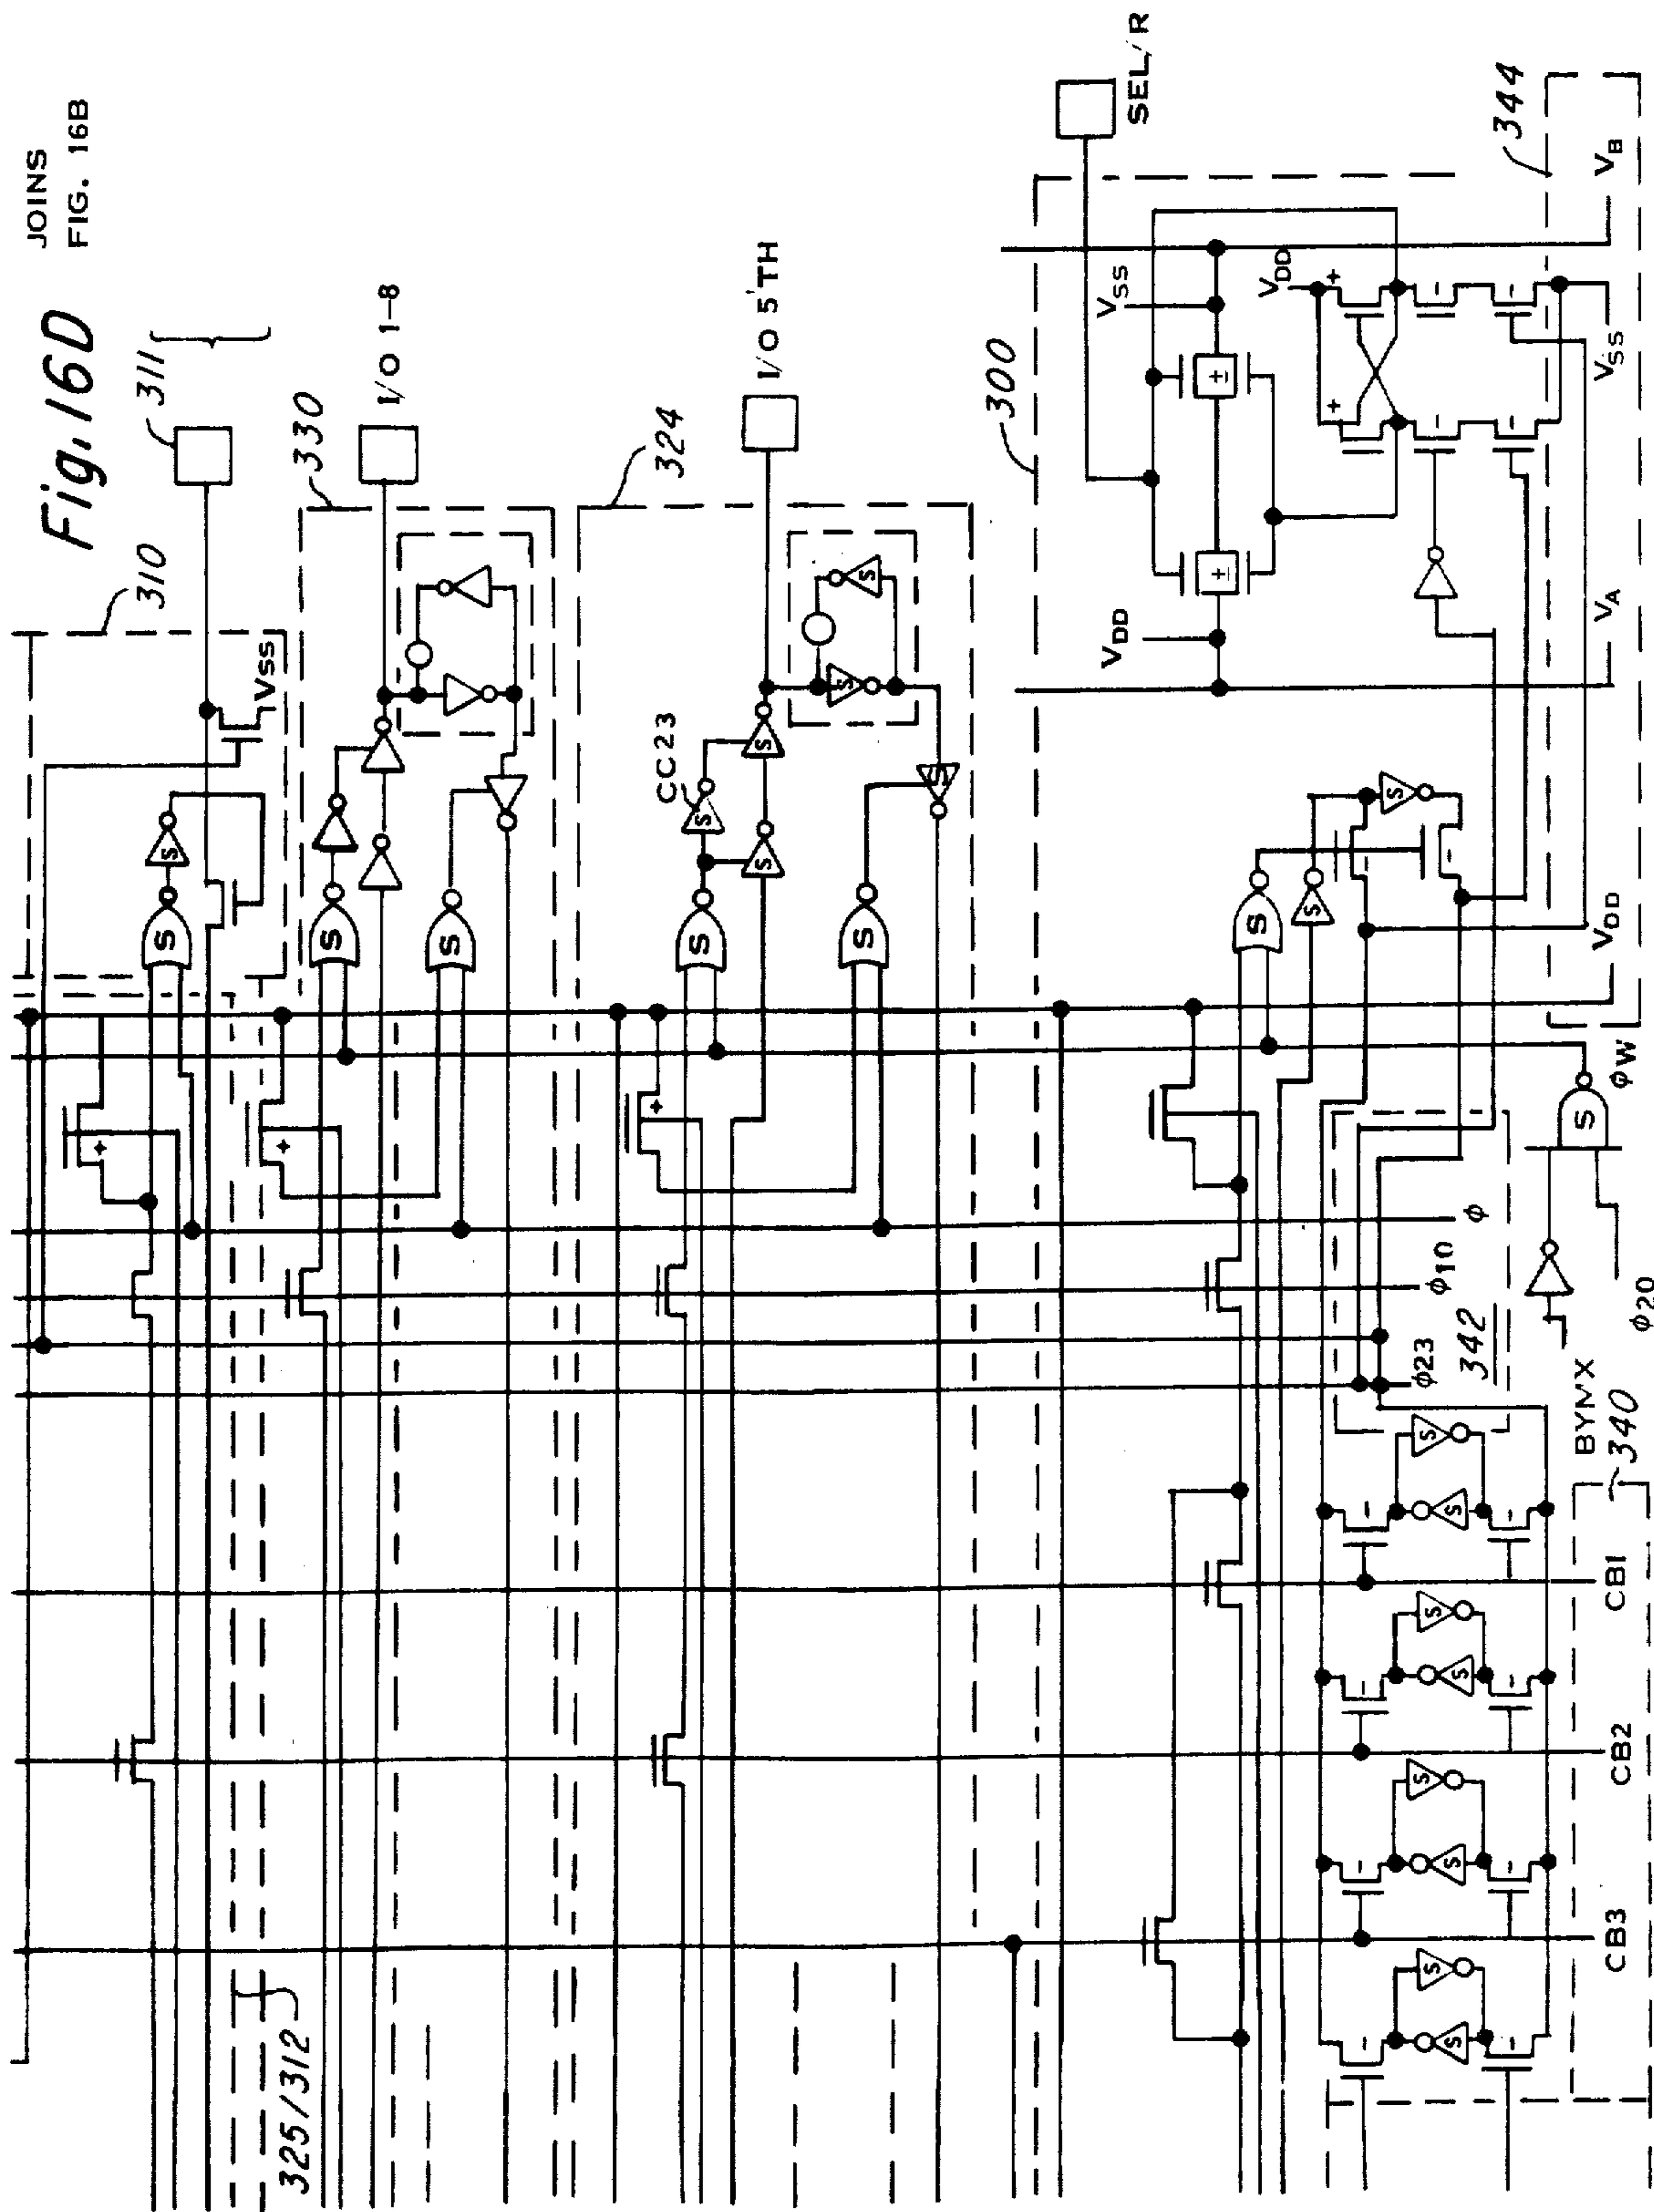 Fig. 16D
JOINS
FIG. 16B
310
311
Vss
S
S
330
I/O 1-8
S
S
325/312
324
I/O 5'TH
CC23
S
S
S
S
S
S
S
S
S
300
SEL/R
VDD
VSS
±
±
VDD
VSS
VA
VB
344
S
S
S
VDD
φW
S
φ
φ10
φ20
φ23
342
BYMX
340
S
S
CB1
S
S
CB2
S
S
CB3
S
S